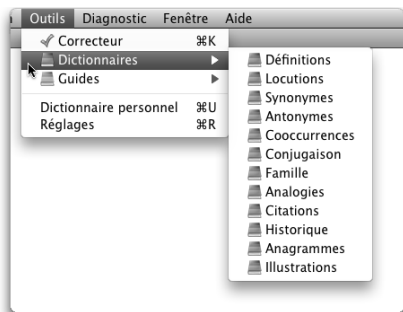 Outils Diagnostic Fenêtre Aide
Correcteur ⌘K
Dictionnaires
Guides
Dictionnaire personnel ⌘U
Réglages ⌘R
Définitions
Locutions
Synonymes
Antonymes
Cooccurrences
Conjugaison
Famille
Analogies
Citations
Historique
Anagrammes
Illustrations